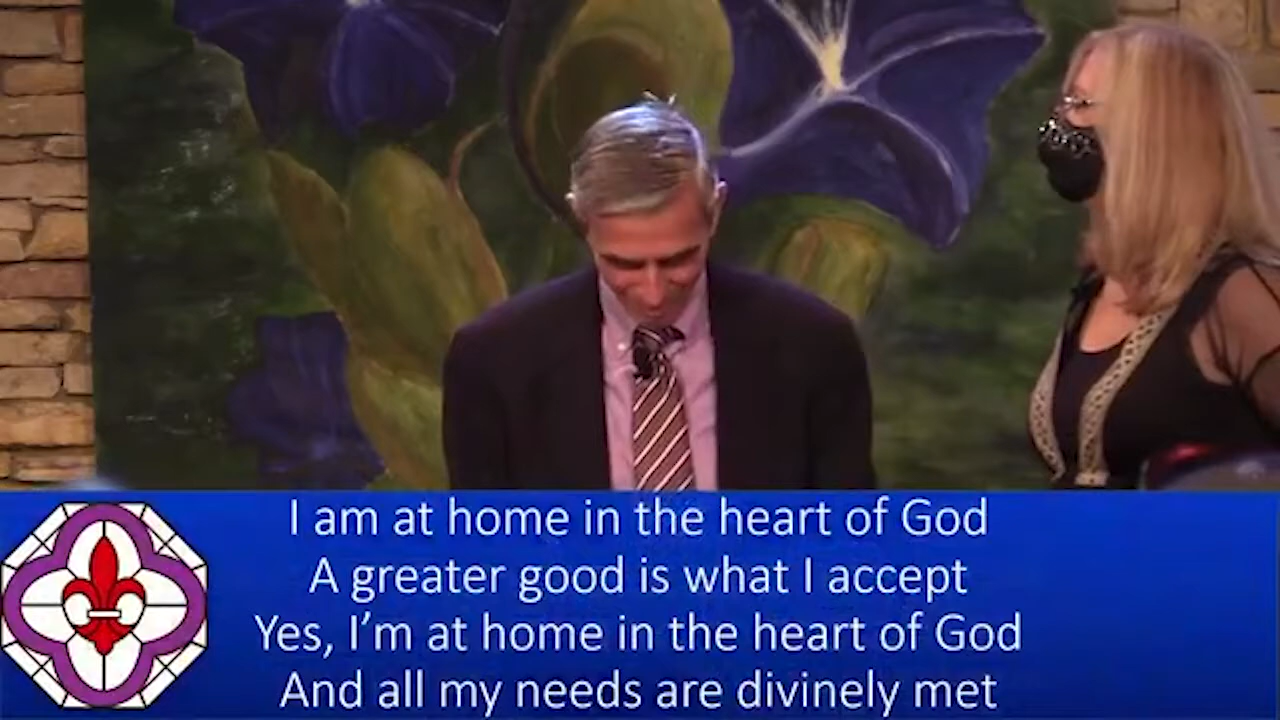 I am at home in the heart of God
A greater good is what I accept
Yes, I'm at home in the heart of God
And all my needs are divinely met